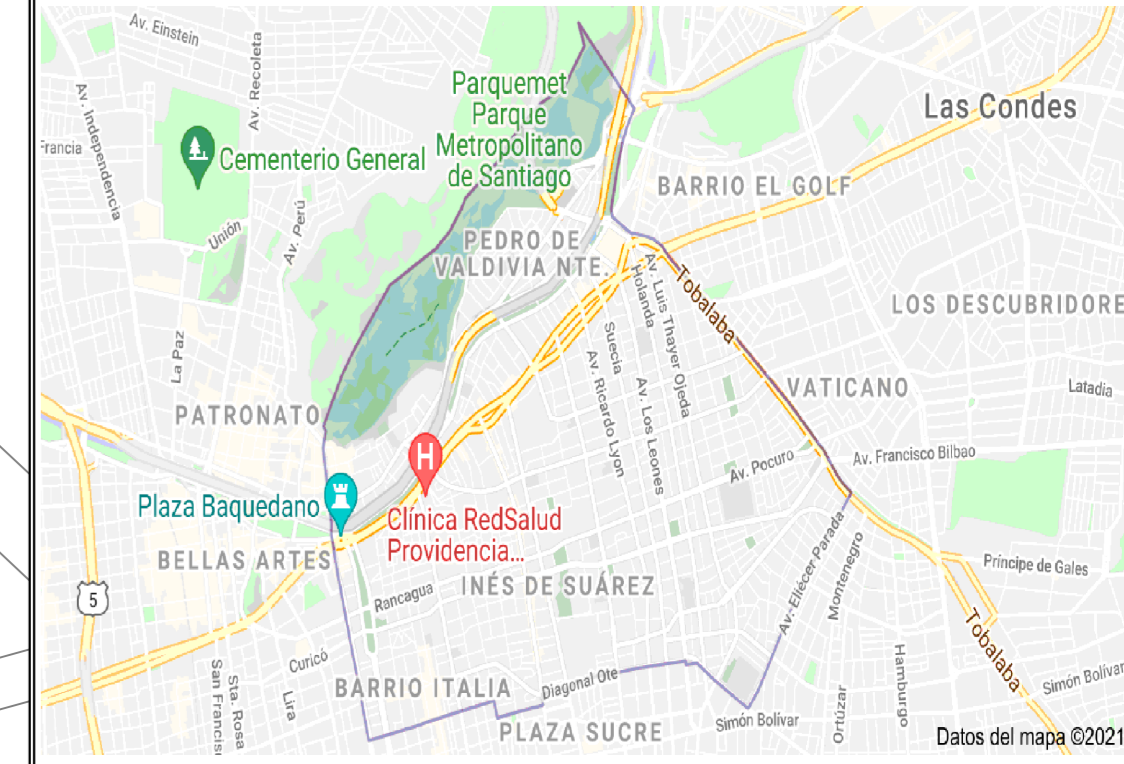 Av. Einstein
Av. Recoleta
Av. Independencia
Francia
Cementerio General
Parquemet
Parque
Metropolitano
de Santiago
Las Condes
BARRIO EL GOLF
Unión
Av. Perú
PEDRO DE
VALDIVIA NTE.
Holanda
Av. Luis Thayer Ojeda
Tobalaba
LOS DESCUBRIDORE
La Paz
Suecia
Av. Ricardo Lyon
Av. Los Leones
VATICANO
Latadía
PATRONATO
H
Av. Pocuro
Av. Francisco Bilbao
Plaza Baquedano
Clínica RedSalud
Providencia...
BELLAS ARTES
INÉS DE SUÁREZ
Rancagua
Av. Eliécer Parada
Montenegro
Príncipe de Gales
5
Curicó
Lira
Sta. Rosa
San Francis
BARRIO ITALIA
Diagonal Ote
PLAZA SUCRE
Simón Bolívar
Ortúzar
Hamburgo
Tobalaba
Simón Bolívar
Datos del mapa ©2021